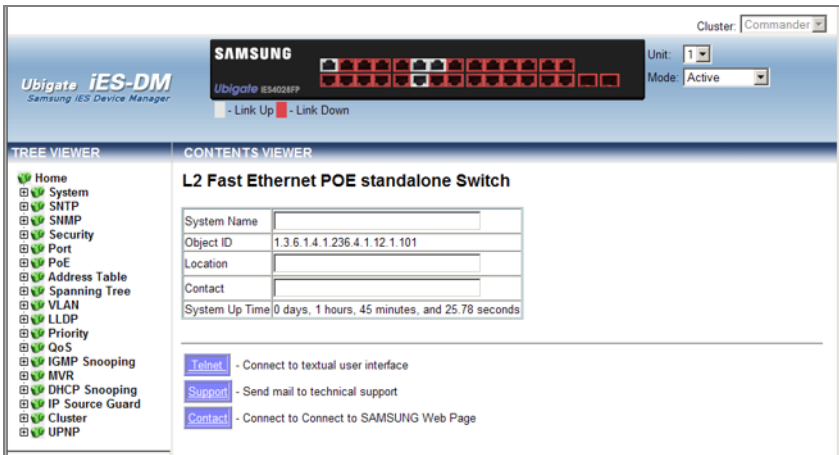 Cluster: Commander
SAMSUNG
Unit: 1
Mode: Active
Ubigate iES-DM
Samsung iES Device Manager
Ubigate iES4028FP
- Link Up - Link Down
TREE VIEWER
CONTENTS VIEWER
Home
System
SNTP
SNMP
Security
Port
PoE
Address Table
Spanning Tree
VLAN
LLDP
Priority
QoS
IGMP Snooping
MVR
DHCP Snooping
IP Source Guard
Cluster
UPNP
L2 Fast Ethernet POE standalone Switch
System Name
Object ID 1.3.6.1.4.1.236.4.1.12.1.101
Location
Contact
System Up Time 0 days, 1 hours, 45 minutes, and 25.78 seconds
Telnet - Connect to textual user interface
Support - Send mail to technical support
Contact - Connect to Connect to SAMSUNG Web Page